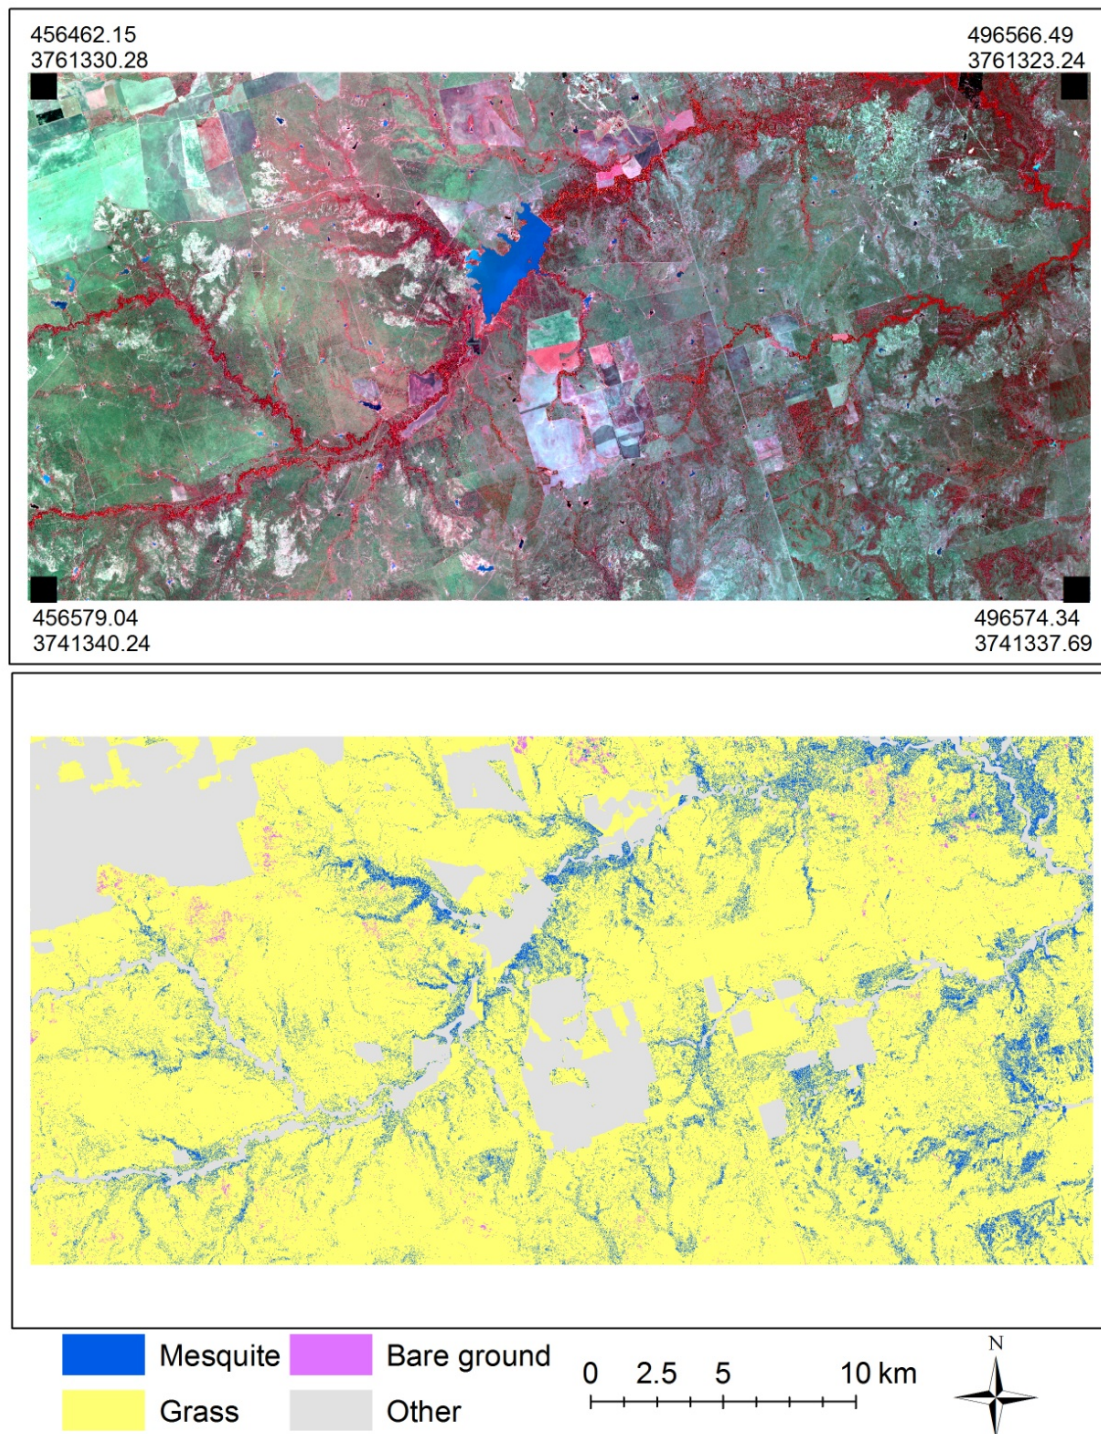 456462.15
3761330.28
496566.49
3761323.24
456579.04
3741340.24
496574.34
3741337.69
Mesquite
Bare ground
Grass
Other
0 2.5 5 10 km
N